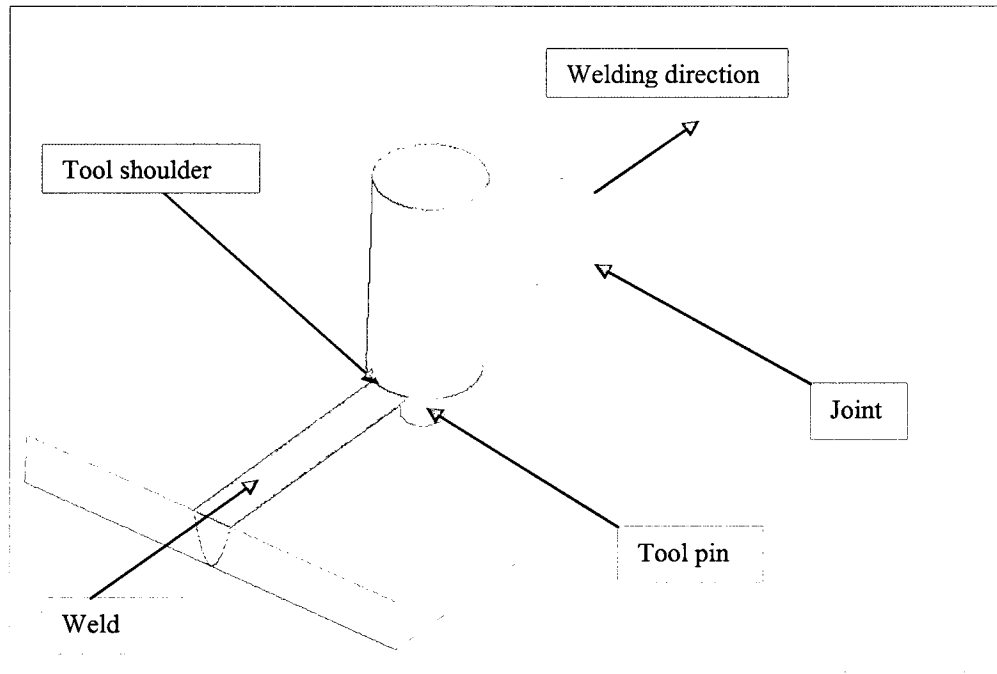 Welding direction
Tool shoulder
Joint
Tool pin
Weld